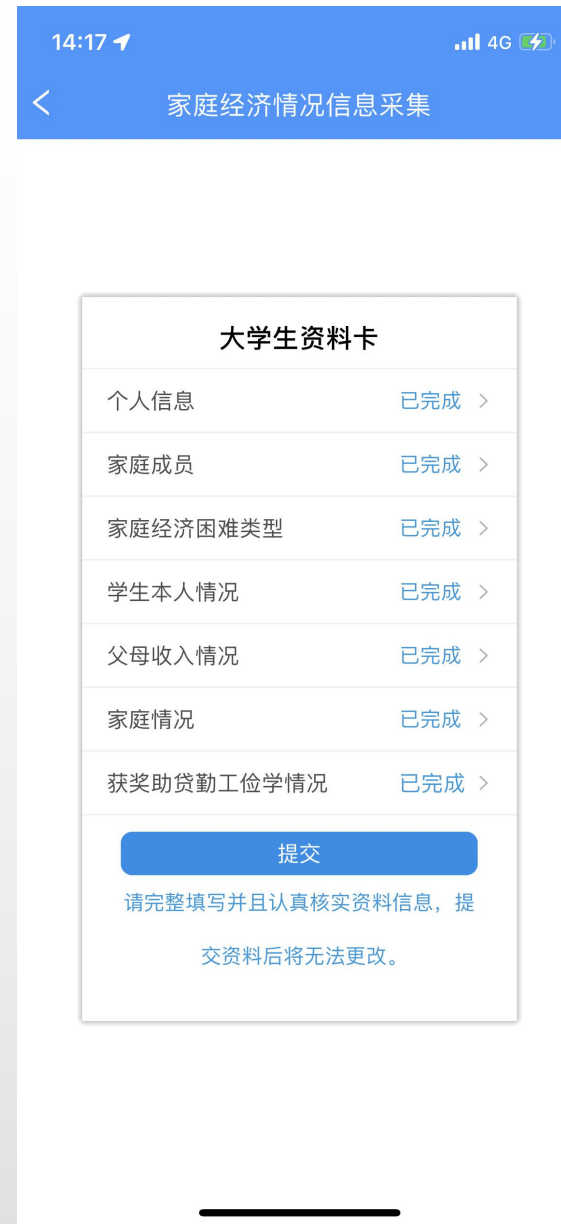 14:17
4G
家庭经济情况信息采集
大学生资料卡
个人信息 已完成
家庭成员 已完成
家庭经济困难类型 已完成
学生本人情况 已完成
父母收入情况 已完成
家庭情况 已完成
获奖助贷勤工俭学情况 已完成
提交
请完整填写并且认真核实资料信息，提
交资料后将无法更改。